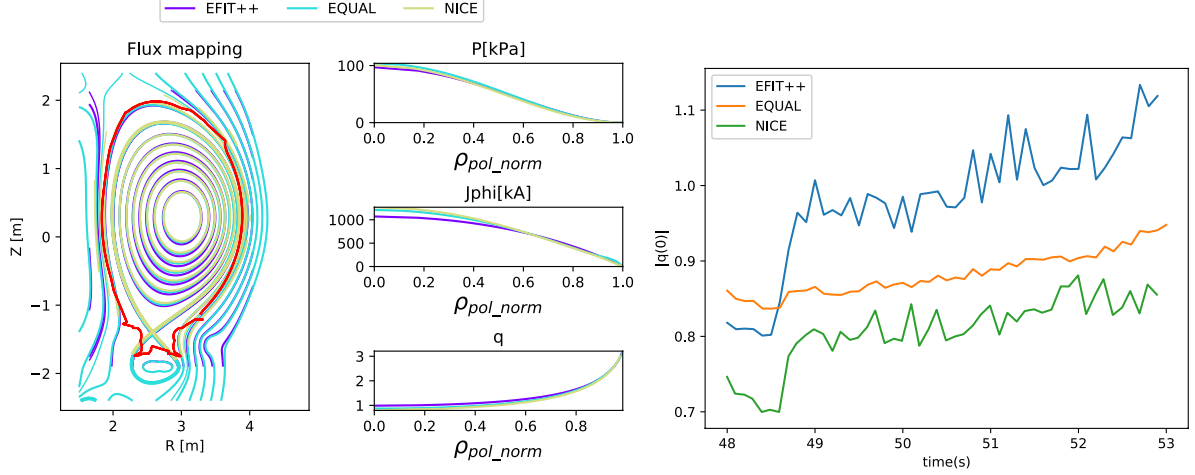 EFIT++ EQUAL NICE
Flux mapping
Z [m]
2
1
0
−1
−2
2 3 4
R [m]
P[kPa]
100
0
0.0 0.2 0.4 0.6 0.8 1.0
ρpol_norm
Jphi[kA]
1000
500
0
0.0 0.2 0.4 0.6 0.8 1.0
ρpol_norm
q
3
2
1
0.0 0.2 0.4 0.6 0.8
ρpol_norm
EFIT++
EQUAL
NICE
|q(0)|
1.1
1.0
0.9
0.8
0.7
48 49 50 51 52 53
time(s)